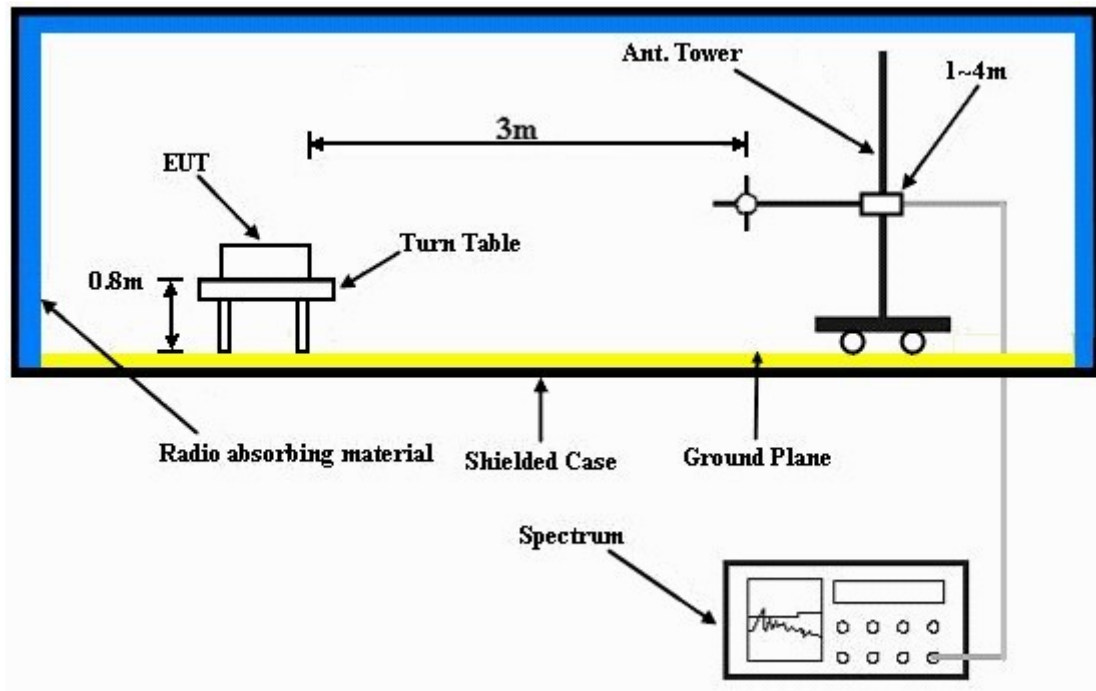 Ant. Tower
1~4m
3m
EUT
Turn Table
0.8m
Radio absorbing material
Shielded Case
Ground Plane
Spectrum